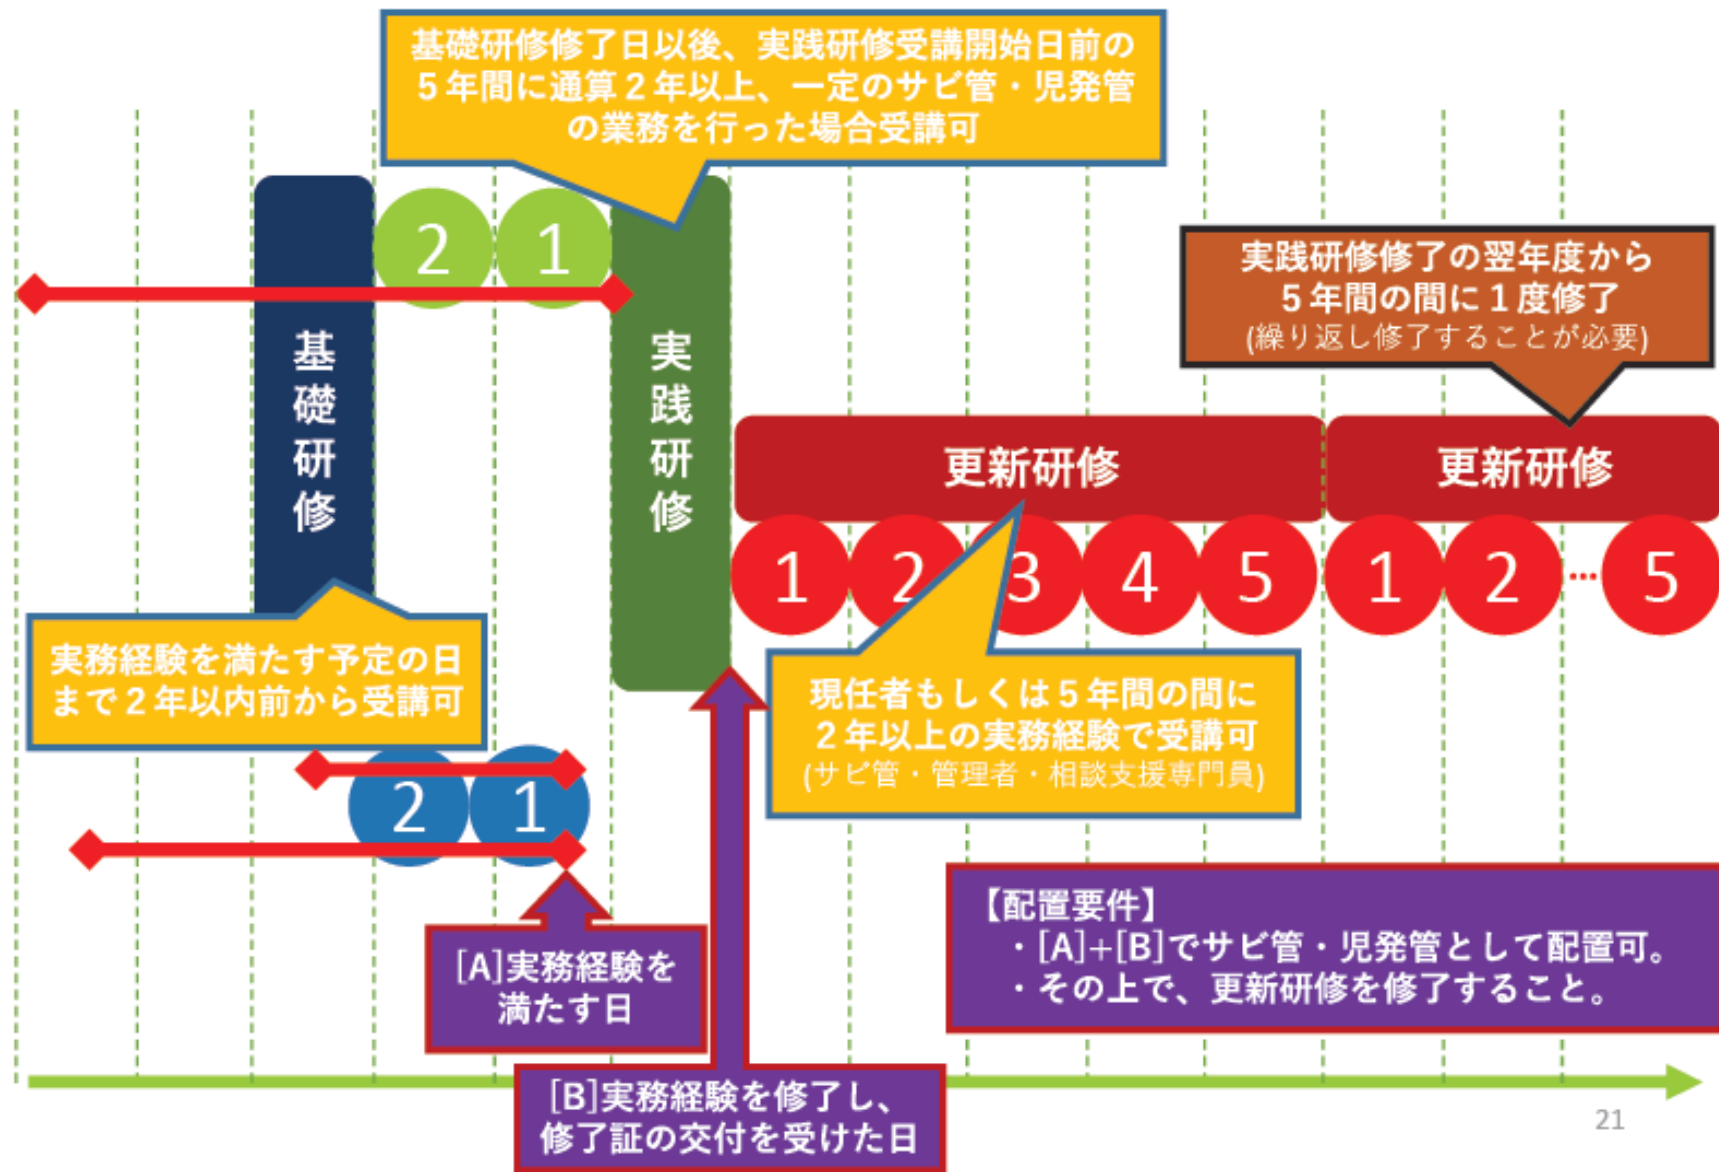 基礎研修修了日以後、実践研修受講開始日前の
５年間に通算２年以上、一定のサビ管・児発管
の業務を行った場合受講可
2
1
基礎研修
実践研修
実践研修修了の翌年度から
５年間の間に１度修了
(繰り返し修了することが必要)
更新研修
更新研修
1
2
3
4
5
1
2
…
5
実務経験を満たす予定の日
まで２年以内前から受講可
現任者もしくは５年間の間に
２年以上の実務経験で受講可
(サビ管・管理者・相談支援専門員)
2
1
[A]実務経験を
満たす日
【配置要件】
・[A]+[B]でサビ管・児発管として配置可。
・その上で、更新研修を修了すること。
[B]実務経験を修了し、
修了証の交付を受けた日
21